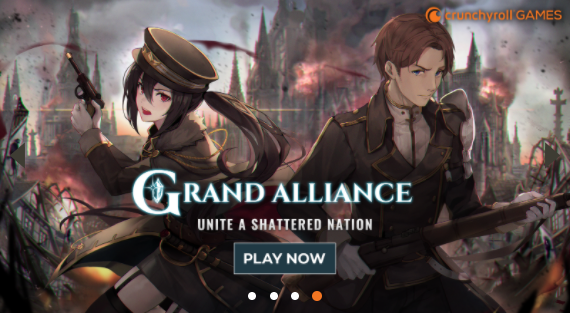 crunchyroll GAMES
GRAND ALLIANCE
UNITE A SHATTERED NATION
PLAY NOW